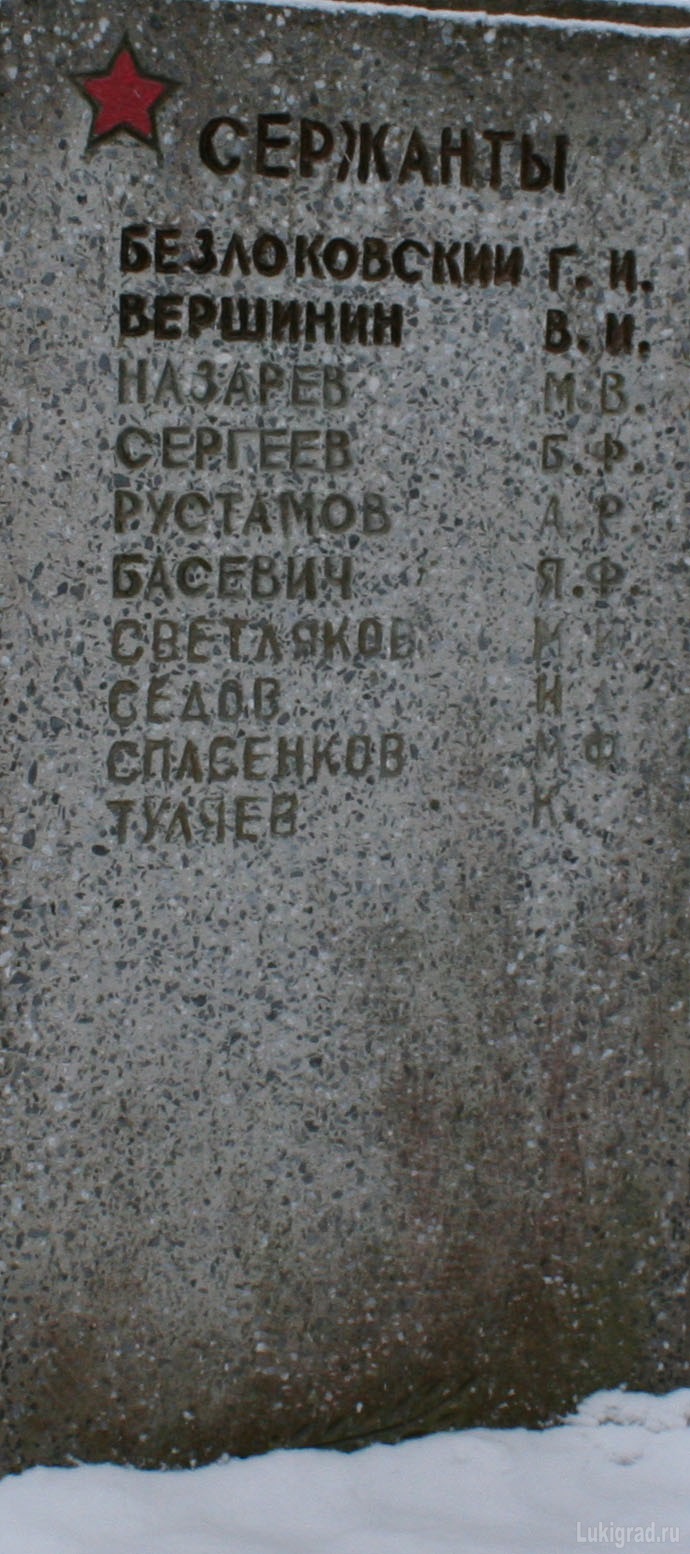 СЕРЖАНТЫ
БЕЗЛОКОВСКИЙ Г. И.
ВЕРШИНИН В. И.
НАЗАРЕВ М. В.
СЕРГЕЕВ Б. Ф.
РУСТАМОВ А. Р.
БАСЕВИЧ Я. Ф.
СВЕТЛЯКОВ
СЕДОВ И
СПАСЕНКОВ М Ф
ТУЛЯЕВ К
Lukigrad.ru